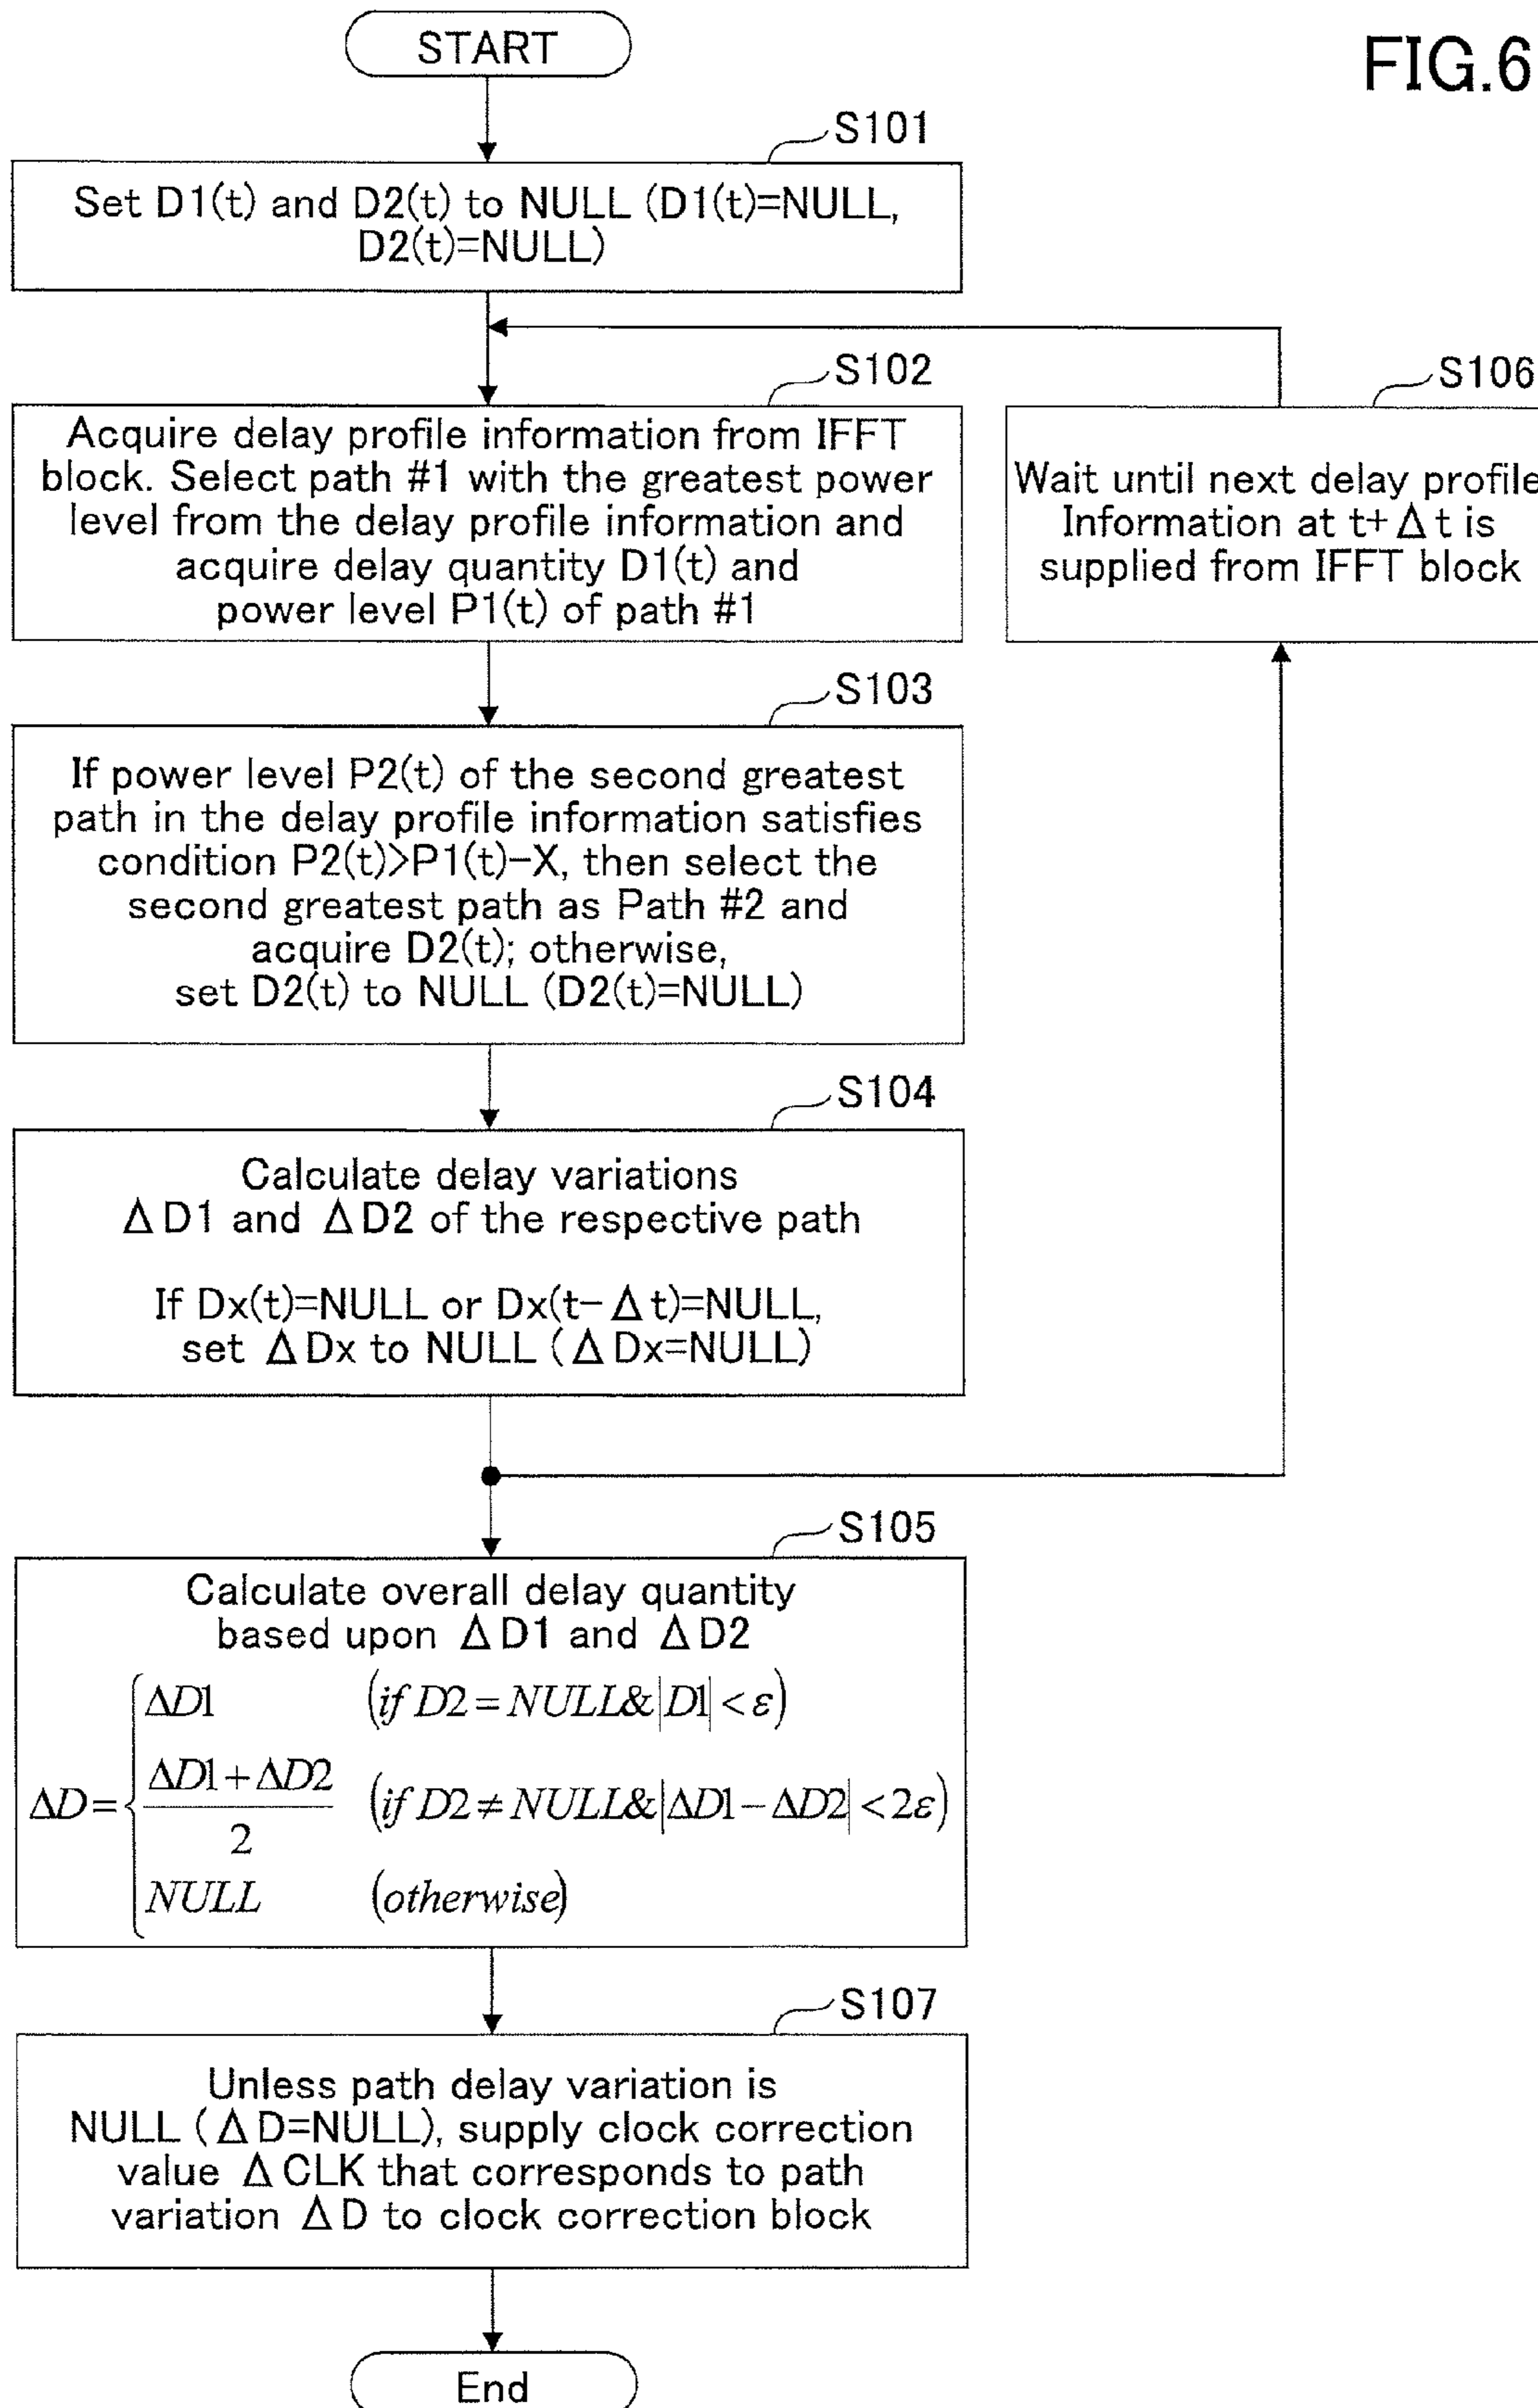 FIG.6
START
S101
Set D1(t) and D2(t) to NULL (D1(t)=NULL,
D2(t)=NULL)
S102
Acquire delay profile information from IFFT
block. Select path #1 with the greatest power
level from the delay profile information and
acquire delay quantity D1(t) and
power level P1(t) of path #1
S106
Wait until next delay profile
Information at t+Δt is
supplied from IFFT block
S103
If power level P2(t) of the second greatest
path in the delay profile information satisfies
condition P2(t)>P1(t)-X, then select the
second greatest path as Path #2 and
acquire D2(t); otherwise,
set D2(t) to NULL (D2(t)=NULL)
S104
Calculate delay variations
ΔD1 and ΔD2 of the respective path
If Dx(t)=NULL or Dx(t-Δt)=NULL,
set ΔDx to NULL (ΔDx=NULL)
S105
Calculate overall delay quantity
based upon ΔD1 and ΔD2
ΔD1 (if D2=NULL&|D1|<ε)
ΔD={ ΔD1+ΔD2
2 (if D2≠NULL&|ΔD1-ΔD2|<2ε)
NULL (otherwise)
S107
Unless path delay variation is
NULL (ΔD=NULL), supply clock correction
value ΔCLK that corresponds to path
variation ΔD to clock correction block
End